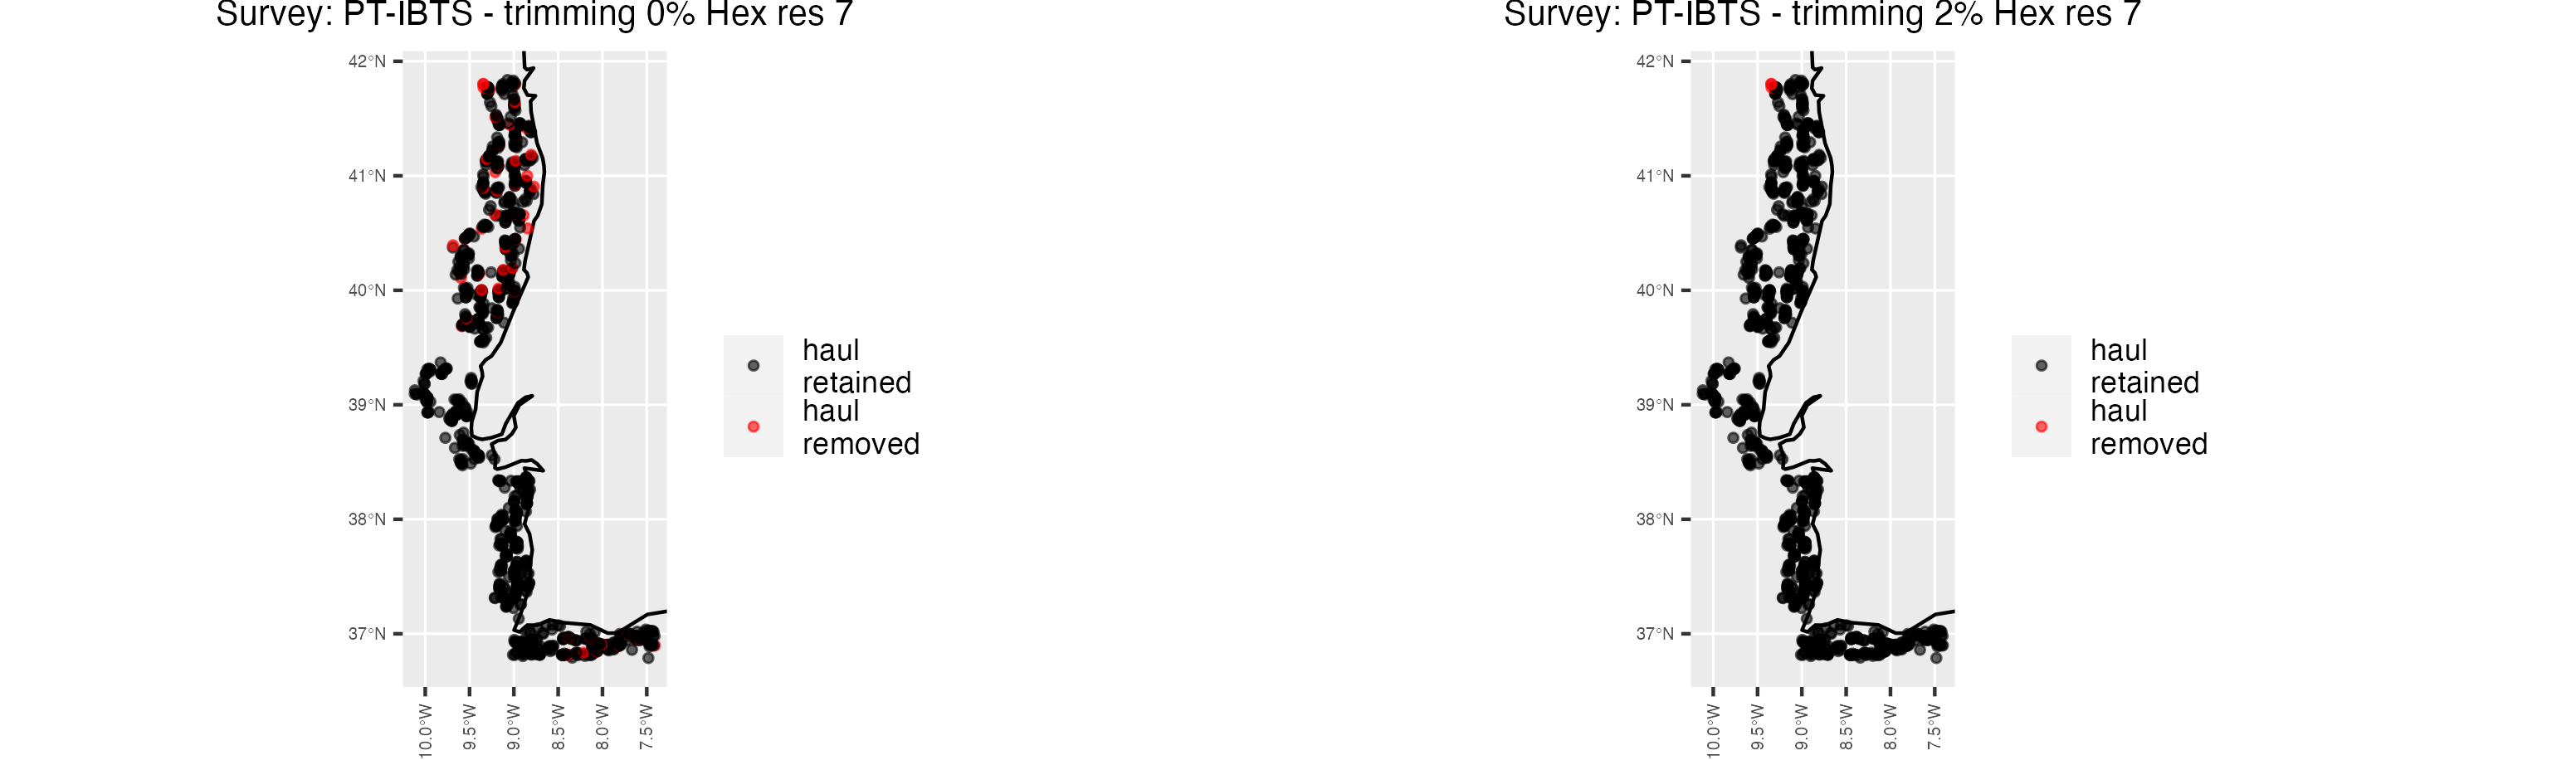 Survey: PT-IBTS - trimming 0% Hex res 7
42°N
41°N
40°N
39°N
38°N
37°N
10.0°W
9.5°W
9.0°W
8.5°W
8.0°W
7.5°W
haul
retained
haul
removed
Survey: PT-IBTS - trimming 2% Hex res 7
42°N
41°N
40°N
39°N
38°N
37°N
10.0°W
9.5°W
9.0°W
8.5°W
8.0°W
7.5°W
haul
retained
haul
removed